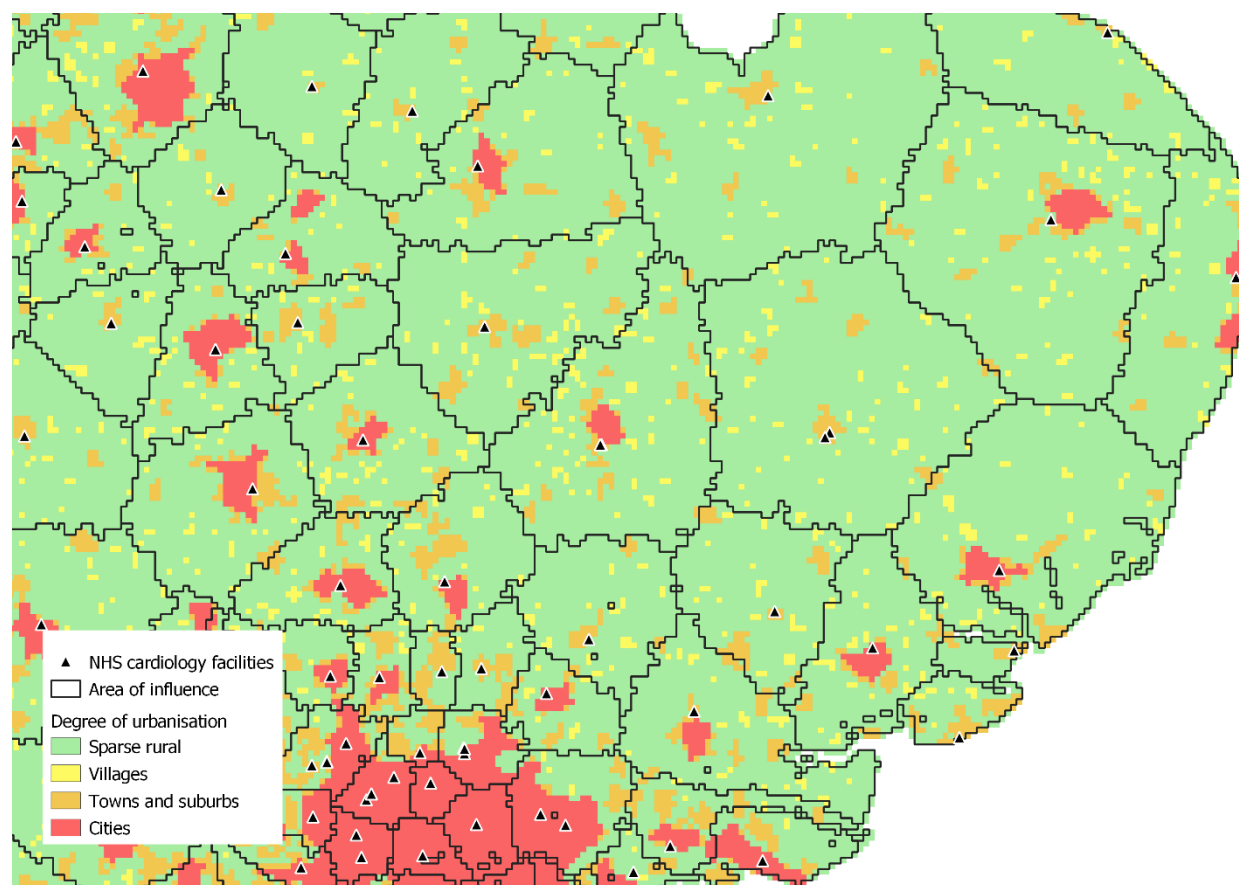 NHS cardiology facilities
Area of influence
Degree of urbanisation
Sparse rural
Villages
Towns and suburbs
Cities